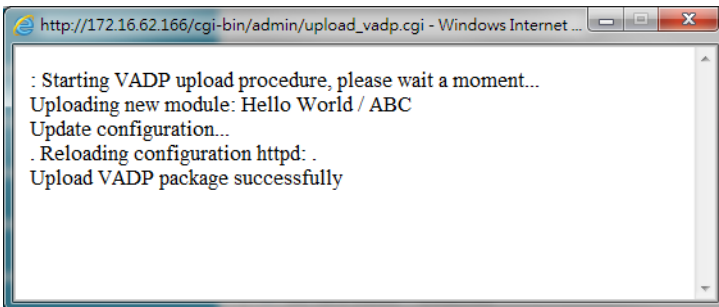 http://172.16.62.166/cgi-bin/admin/upload_vadp.cgi - Windows Internet ...
: Starting VADP upload procedure, please wait a moment...
Uploading new module: Hello World / ABC
Update configuration...
. Reloading configuration httpd: .
Upload VADP package successfully